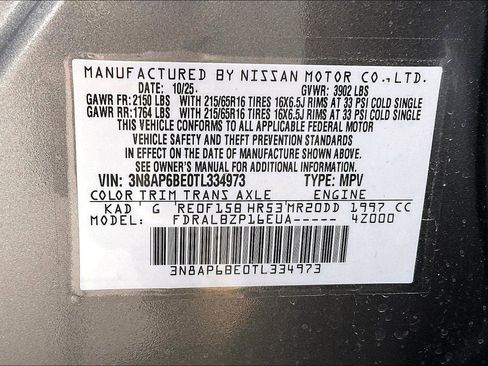 MANUFACTURED BY NISSAN MOTOR CO., LTD.
DATE: 10/25. GVWR: 3902 LBS
GAWR FR: 2150 LBS WITH 215/65R16 TIRES 16X6.5J RIMS AT 33 PSI COLD SINGLE
GAWR RR: 1764 LBS WITH 215/65R16 TIRES 16X6.5J RIMS AT 33 PSI COLD SINGLE
THIS VEHICLE CONFORMS TO ALL APPLICABLE FEDERAL MOTOR
VEHICLE SAFETY AND THEFT PREVENTION STANDARDS
IN EFFECT ON THE DATE OF MANUFACTURE SHOWN ABOVE.
SEE OWNER'S MANUAL FOR ADDITIONAL INFORMATION.
VIN: 3N8AP6BE0TL334973 TYPE: MPV
COLOR TRIM TRANS AXLE ENGINE
KAD G RE0F15B HR53 MR20DD 1997 CC
MODEL: FDRALBZP16EUA----- 4Z000
3N8AP6BE0TL334973